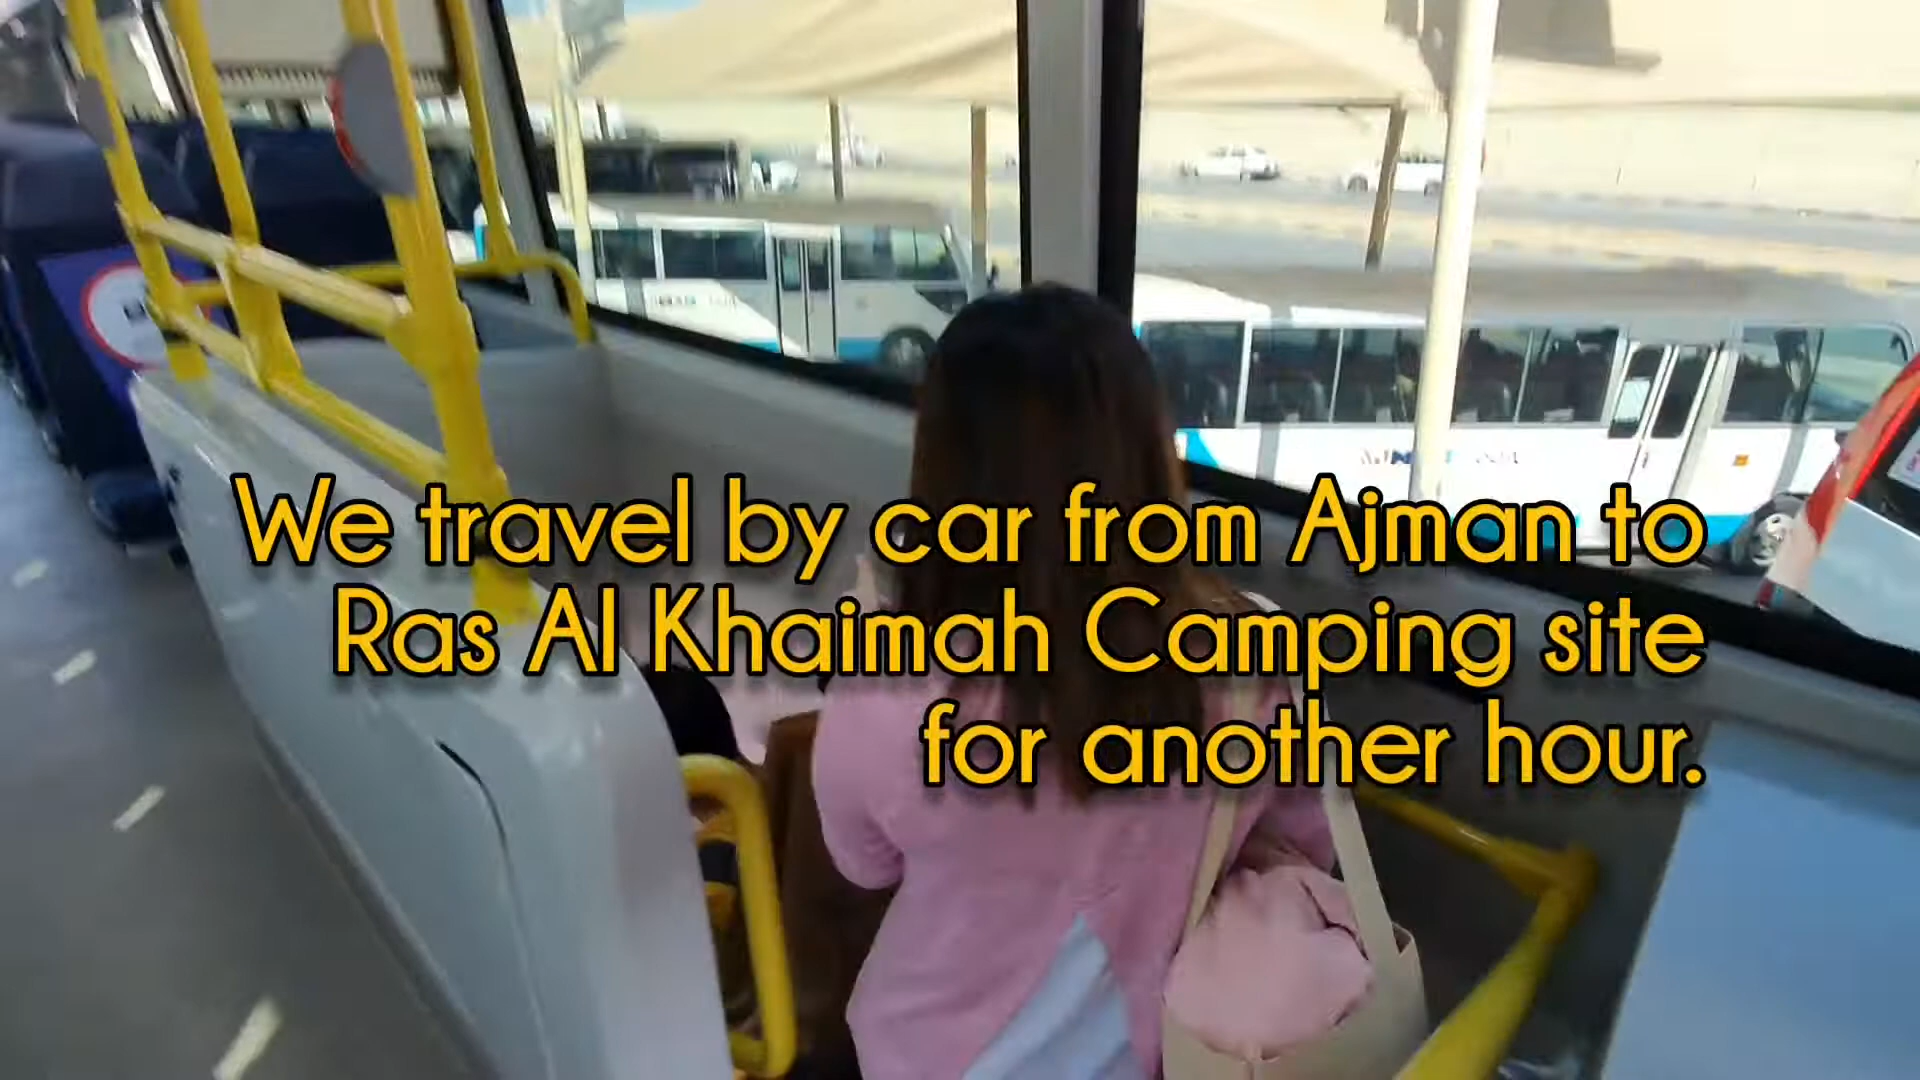 We travel by car from Ajman to
Ras Al Khaimah Camping site
for another hour.